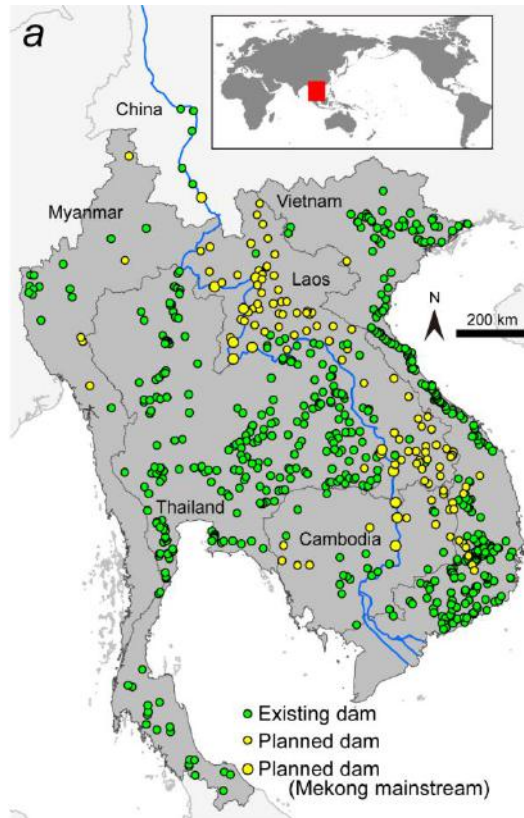 a
China
Myanmar
Vietnam
Laos
N
200 km
Thailand
Cambodia
Existing dam
Planned dam
Planned dam
(Mekong mainstream)